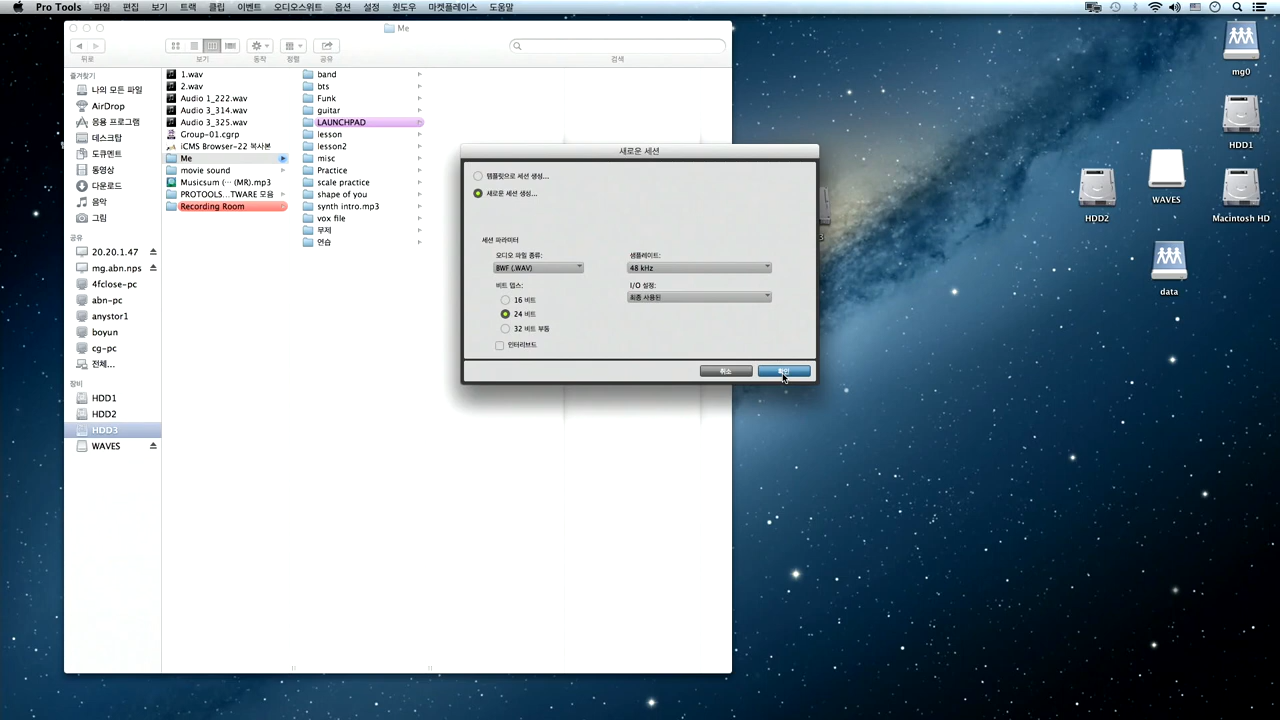 Pro Tools 파일 편집 보기 트랙 클립 이벤트 오디오스위트 옵션 설정 윈도우 마켓플레이스 도움말
Me
뒤로 보기 동작 정렬 공유 검색
즐겨찾기
나의 모든 파일
AirDrop
응용 프로그램
데스크탑
도큐멘트
동영상
다운로드
음악
그림
공유
20.20.1.47
mg.abn.nps
4fclose-pc
abn-pc
anystor1
boyun
cg-pc
전체...
장비
HDD1
HDD2
HDD3
WAVES
1.wav
2.wav
Audio 1_222.wav
Audio 3_314.wav
Audio 3_325.wav
Group-01.cgrp
iCMS Browser-22 복사본
Me
movie sound
Musicsum (⋯ (MR).mp3
PROTOOLS...TWARE 모음
Recording Room
band
bts
Funk
guitar
LAUNCHPAD
lesson
lesson2
misc
Practice
scale practice
shape of you
synth intro.mp3
vox file
무제
연습
새로운 세션
템플릿으로 세션 생성...
새로운 세션 생성...
세션 파라미터
오디오 파일 종류:
BWF (.WAV)
샘플레이트:
48 kHz
비트 뎁스:
16 비트
24 비트
32 비트 부동
인터리브드
I/O 설정:
최종 사용된
취소 확인
3
mg0
HDD1
HDD2
WAVES
Macintosh HD
data